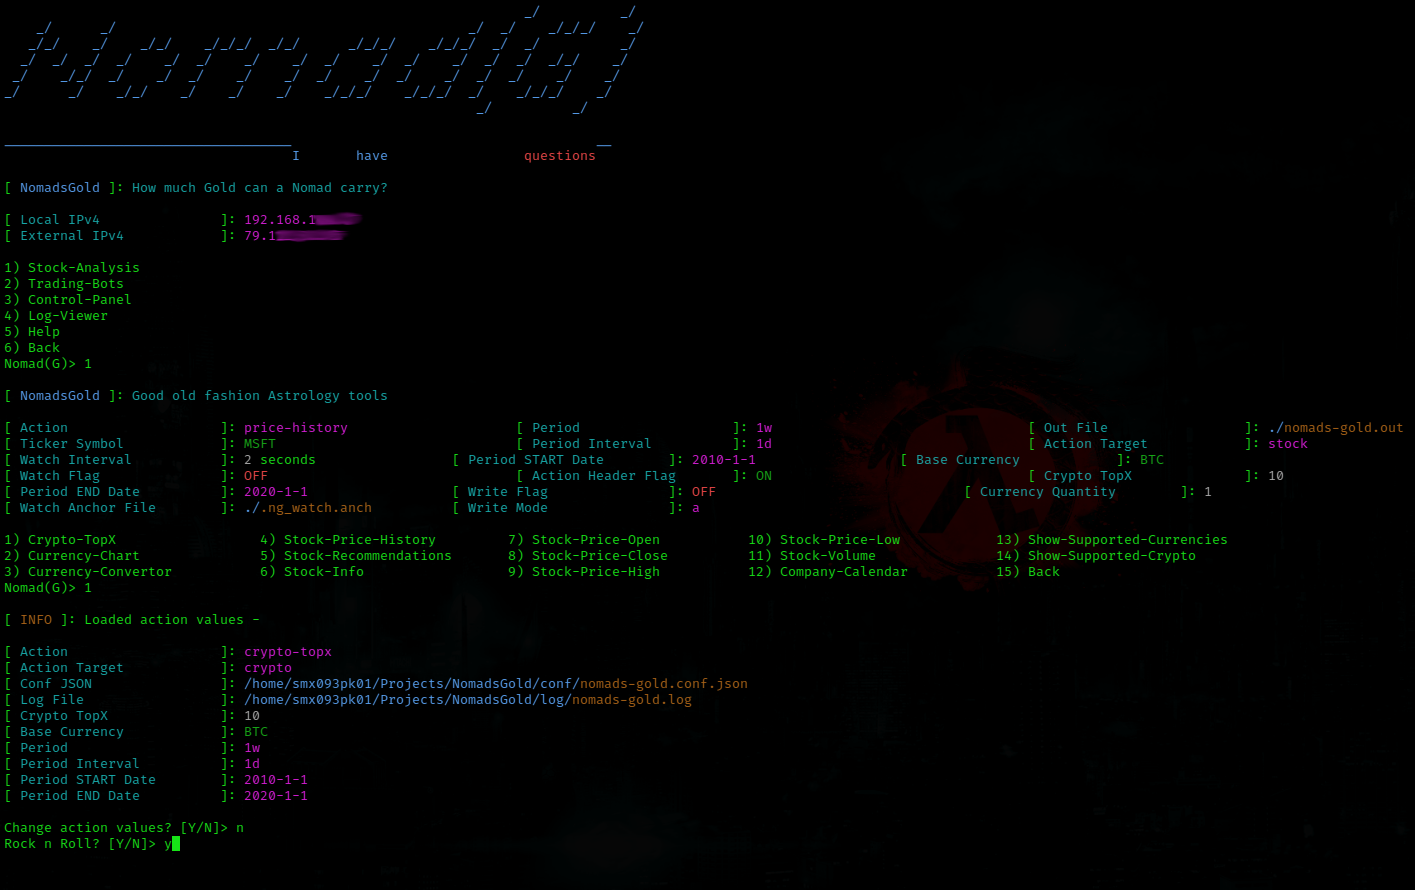 Nomad(G)
I have questions
[ NomadsGold ]: How much Gold can a Nomad carry?
[ Local IPv4 ]: 192.168.1
[ External IPv4 ]: 79.1
1) Stock-Analysis
2) Trading-Bots
3) Control-Panel
4) Log-Viewer
5) Help
6) Back
Nomad(G)> 1
[ NomadsGold ]: Good old fashion Astrology tools
[ Action ]: price-history [ Period ]: 1w [ Out File ]: ./nomads-gold.out
[ Ticker Symbol ]: MSFT [ Period Interval ]: 1d [ Action Target ]: stock
[ Watch Interval ]: 2 seconds [ Period START Date ]: 2010-1-1 [ Base Currency ]: BTC
[ Watch Flag ]: OFF [ Action Header Flag ]: ON [ Crypto TopX ]: 10
[ Period END Date ]: 2020-1-1 [ Write Flag ]: OFF [ Currency Quantity ]: 1
[ Watch Anchor File ]: ./.ng_watch.anch [ Write Mode ]: a
1) Crypto-TopX 4) Stock-Price-History 7) Stock-Price-Open 10) Stock-Price-Low 13) Show-Supported-Currencies
2) Currency-Chart 5) Stock-Recommendations 8) Stock-Price-Close 11) Stock-Volume 14) Show-Supported-Crypto
3) Currency-Convertor 6) Stock-Info 9) Stock-Price-High 12) Company-Calendar 15) Back
Nomad(G)> 1
[ INFO ]: Loaded action values -
[ Action ]: crypto-topx
[ Action Target ]: crypto
[ Conf JSON ]: /home/smx093pk01/Projects/NomadsGold/conf/nomads-gold.conf.json
[ Log File ]: /home/smx093pk01/Projects/NomadsGold/log/nomads-gold.log
[ Crypto TopX ]: 10
[ Base Currency ]: BTC
[ Period ]: 1w
[ Period Interval ]: 1d
[ Period START Date ]: 2010-1-1
[ Period END Date ]: 2020-1-1
Change action values? [Y/N]> n
Rock n Roll? [Y/N]> y